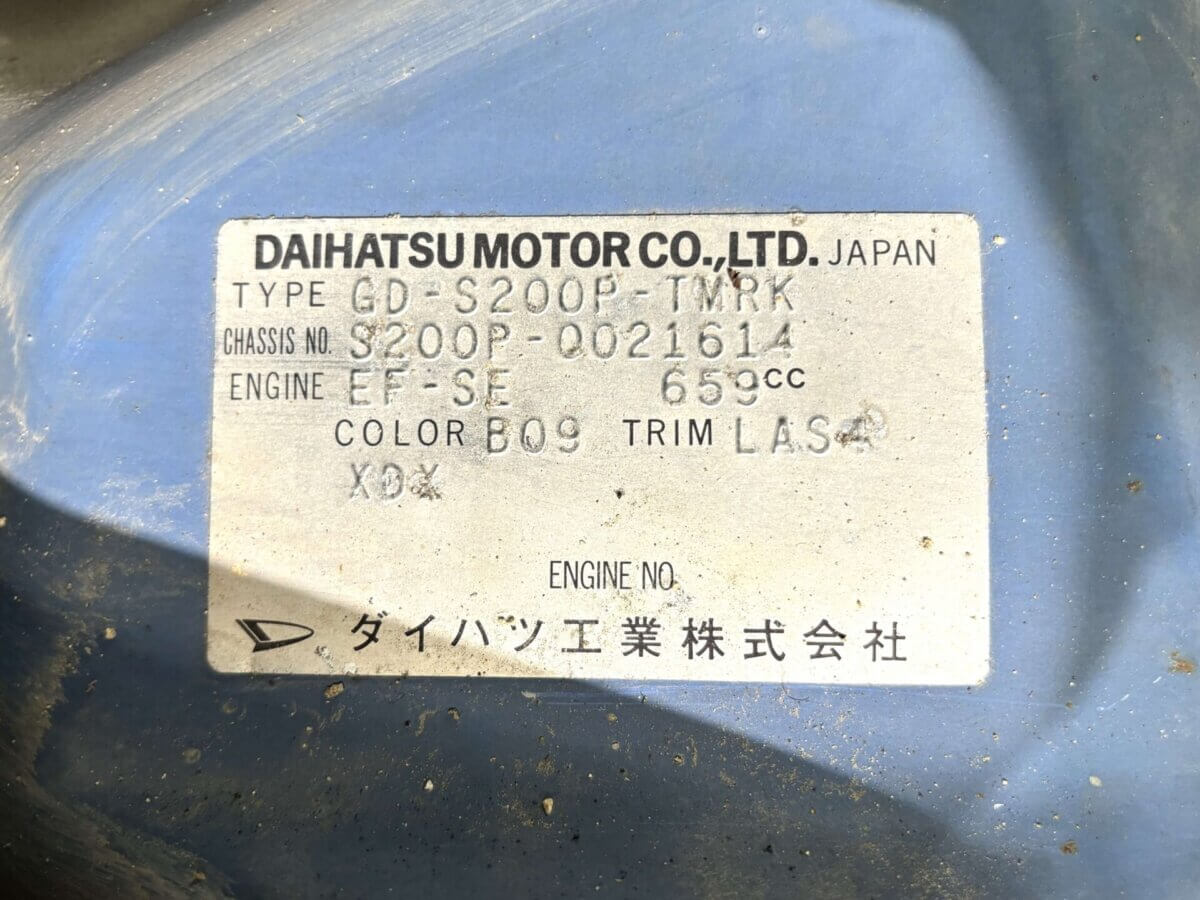 DAIHATSU MOTOR CO.,LTD. JAPAN
TYPE GD-S200P-TMRK
CHASSIS NO. S200P-0021614
ENGINE EF-SE 659CC
COLOR B09 TRIM LAS4
XDX
ENGINE NO
ダイハツ工業株式会社